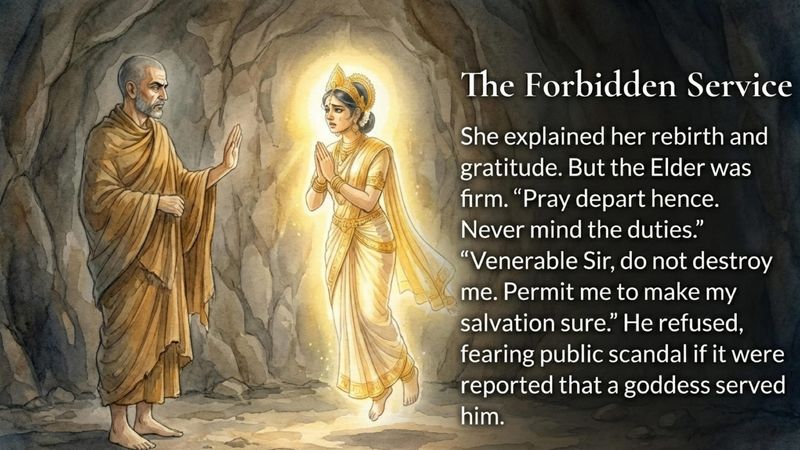 The Forbidden Service
She explained her rebirth and
gratitude. But the Elder was
firm. “Pray depart hence.
Never mind the duties.”
“Venerable Sir, do not destroy
me. Permit me to make my
salvation sure.” He refused,
fearing public scandal if it were
reported that a goddess served
him.